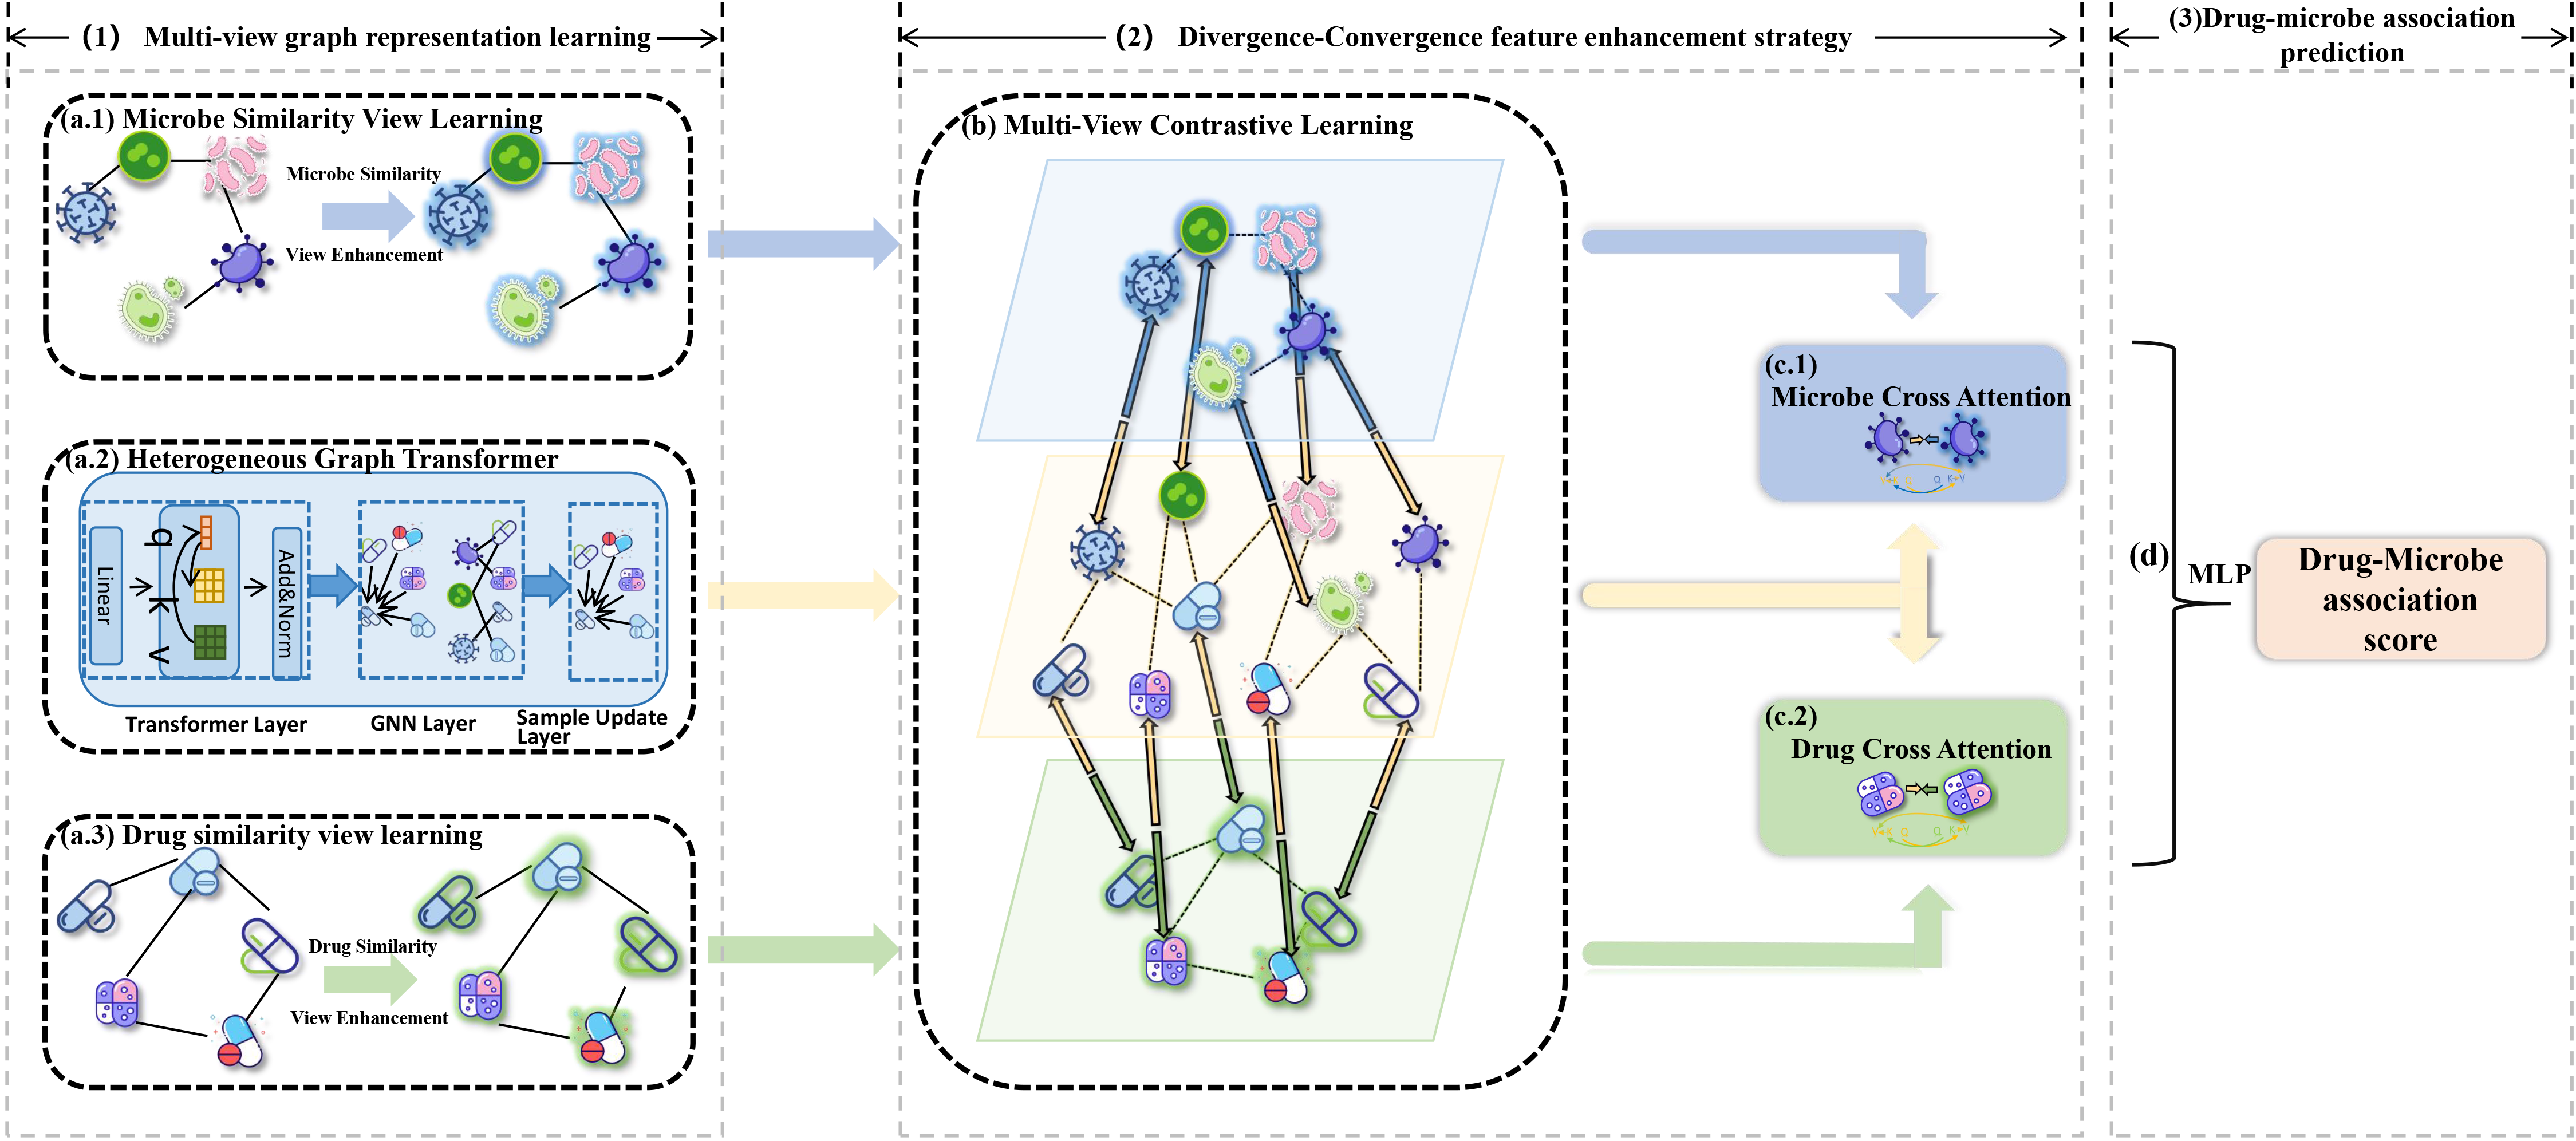 (1) Multi-view graph representation learning
(a.1) Microbe Similarity View Learning
Microbe Similarity
View Enhancement
(a.2) Heterogeneous Graph Transformer
Linear
q
k
v
Add&Norm
Transformer Layer
GNN Layer
Sample Update
Layer
(a.3) Drug similarity view learning
Drug Similarity
View Enhancement
(2) Divergence-Convergence feature enhancement strategy
(b) Multi-View Contrastive Learning
(c.1)
Microbe Cross Attention
V K Q Q K V
(c.2)
Drug Cross Attention
V K Q Q K V
(3)Drug-microbe association
prediction
(d)
MLP
Drug-Microbe
association
score